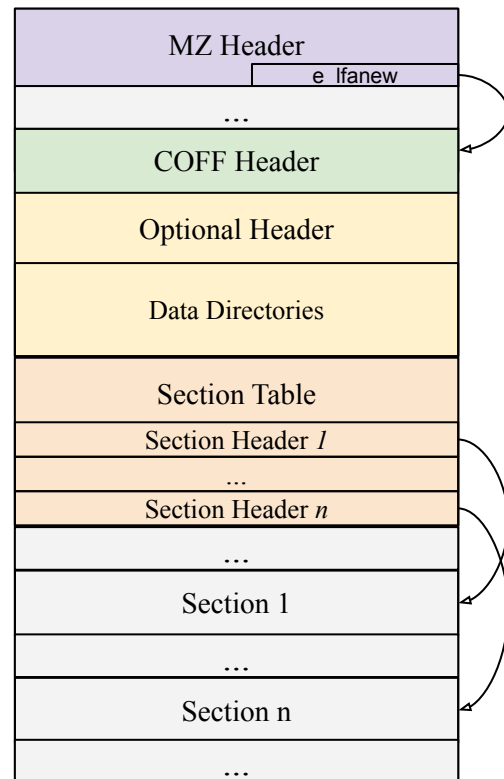 MZ Header
e_lfanew
...
COFF Header
Optional Header
Data Directories
Section Table
Section Header 1
...
Section Header n
...
Section 1
...
Section n
...